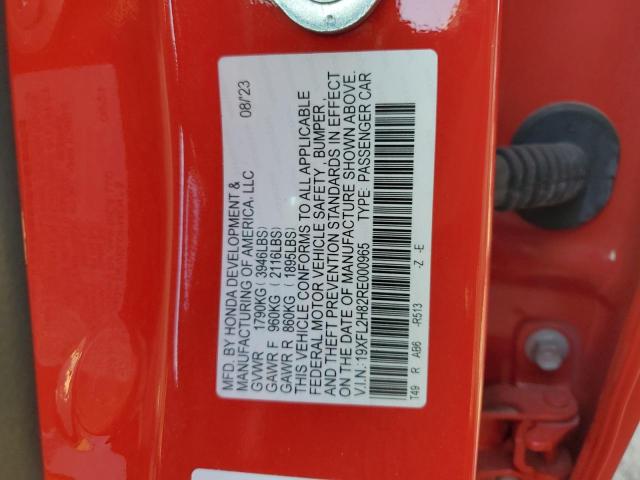 MFD. BY HONDA DEVELOPMENT & 08/'23
MANUFACTURING OF AMERICA, LLC
GVWR 1790KG ( 3946LBS)
GAWR F 960KG ( 2116LBS)
GAWR R 860KG ( 1895LBS)
THIS VEHICLE CONFORMS TO ALL APPLICABLE
FEDERAL MOTOR VEHICLE SAFETY, BUMPER,
AND THEFT PREVENTION STANDARDS IN EFFECT
ON THE DATE OF MANUFACTURE SHOWN ABOVE.
V.I.N.: 19XFL2H82RE000965 TYPE: PASSENGER CAR
T49 R AB6 -R513 -Z -E